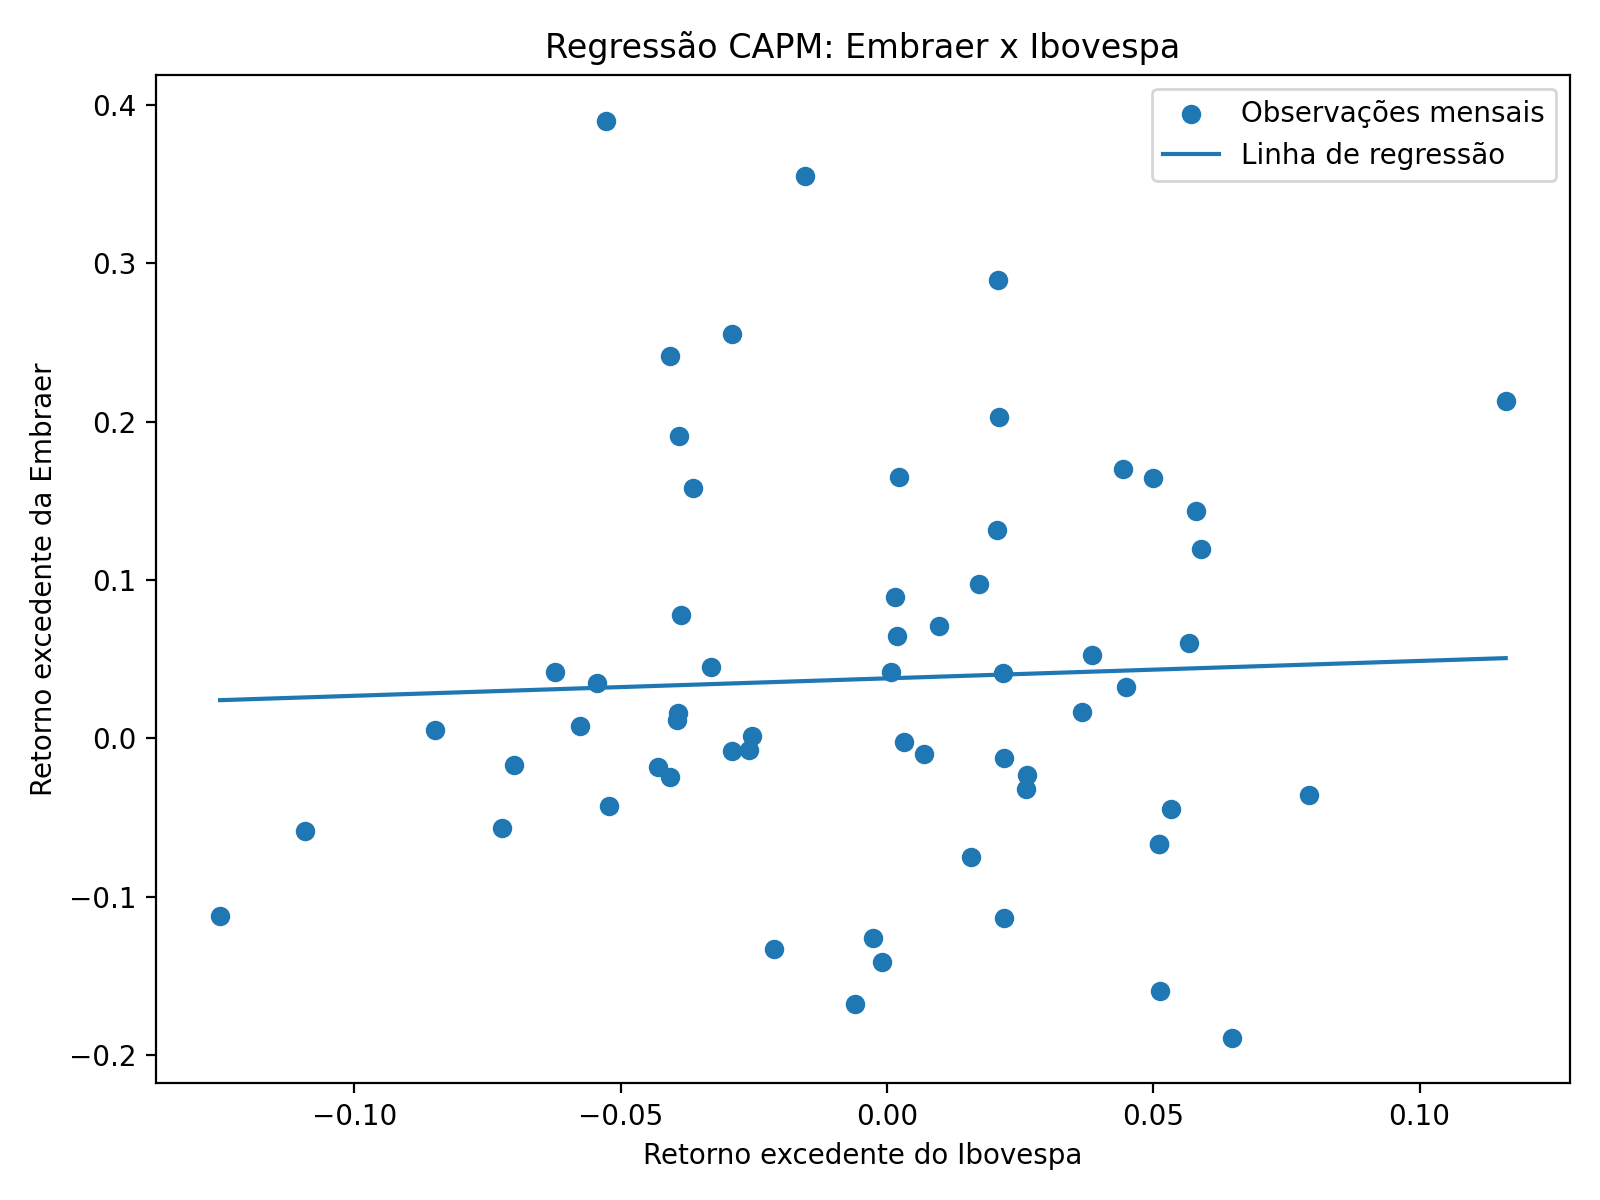 Regressão CAPM: Embraer x Ibovespa
Observações mensais
Linha de regressão
Retorno excedente da Embraer
0.4
0.3
0.2
0.1
0.0
−0.1
−0.2
−0.10
−0.05
0.00
0.05
0.10
Retorno excedente do Ibovespa